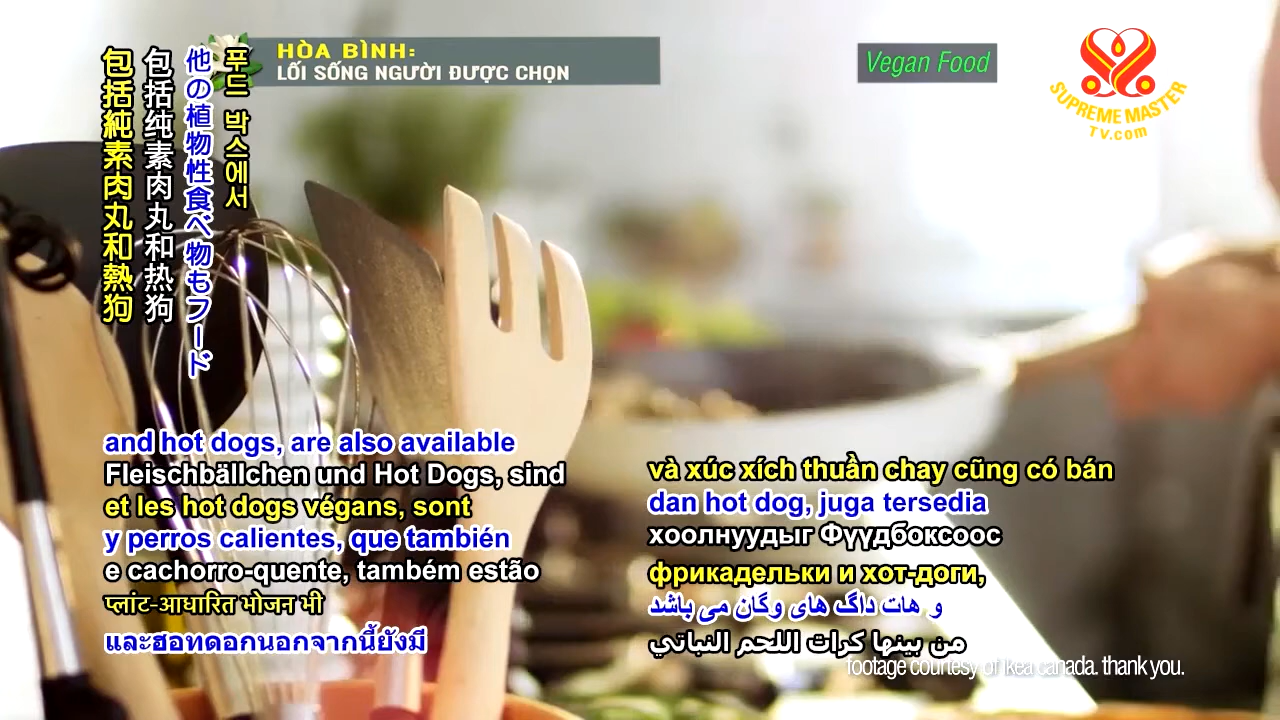 HÒA BÌNH:
LỐI SỐNG NGƯỜI ĐƯỢC CHỌN
Vegan Food
SUPREME MASTER
TV.com
푸드 박스에서
他の植物性食べ物もフード
包括纯素肉丸和热狗
包括純素肉丸和熱狗
and hot dogs, are also available
Fleischbällchen und Hot Dogs, sind
et les hot dogs végans, sont
y perros calientes, que también
e cachorro-quente, também estão
प्लांट-आधारित भोजन भी
และฮอทดอกนอกจากนี้ยังมี
và xúc xích thuần chay cũng có bán
dan hot dog, juga tersedia
хоолнуудыг Фүүдбоксоос
фрикадельки и хот-доги,
و هات داگ های وگان می باشد
من بينها كرات اللحم النباتي
footage courtesy of Ikea canada. thank you.